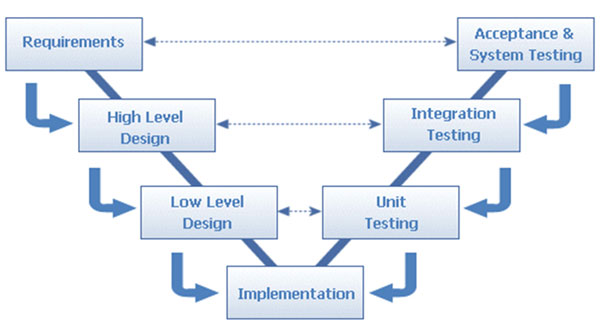 Requirements
Acceptance &
System Testing
High Level
Design
Integration
Testing
Low Level
Design
Unit
Testing
Implementation